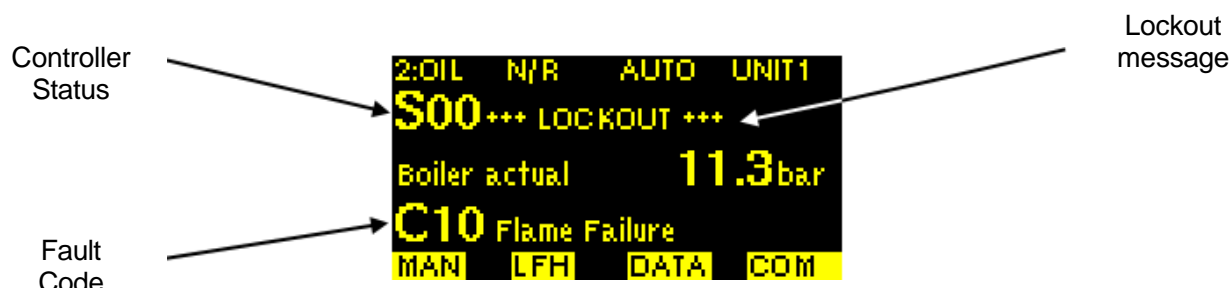 Controller
Status
Lockout
message
2:OIL N/R AUTO UNIT1
S00 +++ LOCKOUT +++
Boiler actual 11.3bar
C10 Flame Failure
MAN LFH DATA COM
Fault
Code